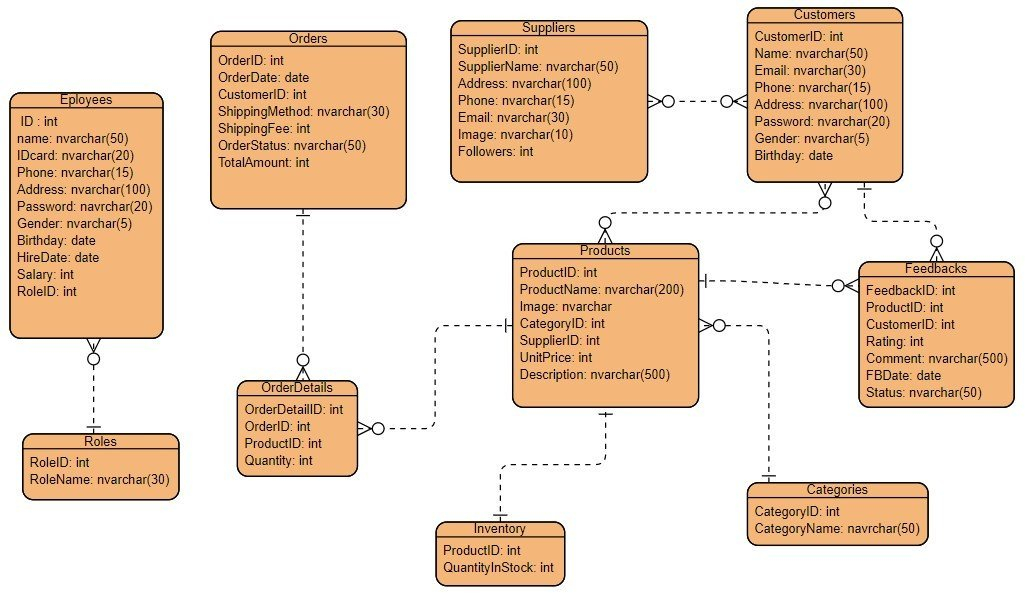 Eployees
ID : int
name: nvarchar(50)
IDcard: nvarchar(20)
Phone: nvarchar(15)
Address: nvarchar(100)
Password: navrchar(20)
Gender: nvarchar(5)
Birthday: date
HireDate: date
Salary: int
RoleID: int
Roles
RoleID: int
RoleName: nvarchar(30)
Orders
OrderID: int
OrderDate: date
CustomerID: int
ShippingMethod: nvarchar(30)
ShippingFee: int
OrderStatus: nvarchar(50)
TotalAmount: int
OrderDetails
OrderDetailID: int
OrderID: int
ProductID: int
Quantity: int
Suppliers
SupplierID: int
SupplierName: nvarchar(50)
Address: nvarchar(100)
Phone: nvarchar(15)
Email: nvarchar(30)
Image: nvarchar(10)
Followers: int
Customers
CustomerID: int
Name: nvarchar(50)
Email: nvarchar(30)
Phone: nvarchar(15)
Address: nvarchar(100)
Password: nvarchar(20)
Gender: nvarchar(5)
Birthday: date
Products
ProductID: int
ProductName: nvarchar(200)
Image: nvarchar
CategoryID: int
SupplierID: int
UnitPrice: int
Description: nvarchar(500)
Feedbacks
FeedbackID: int
ProductID: int
CustomerID: int
Rating: int
Comment: nvarchar(500)
FBDate: date
Status: nvarchar(50)
Inventory
ProductID: int
QuantityInStock: int
Categories
CategoryID: int
CategoryName: navrchar(50)